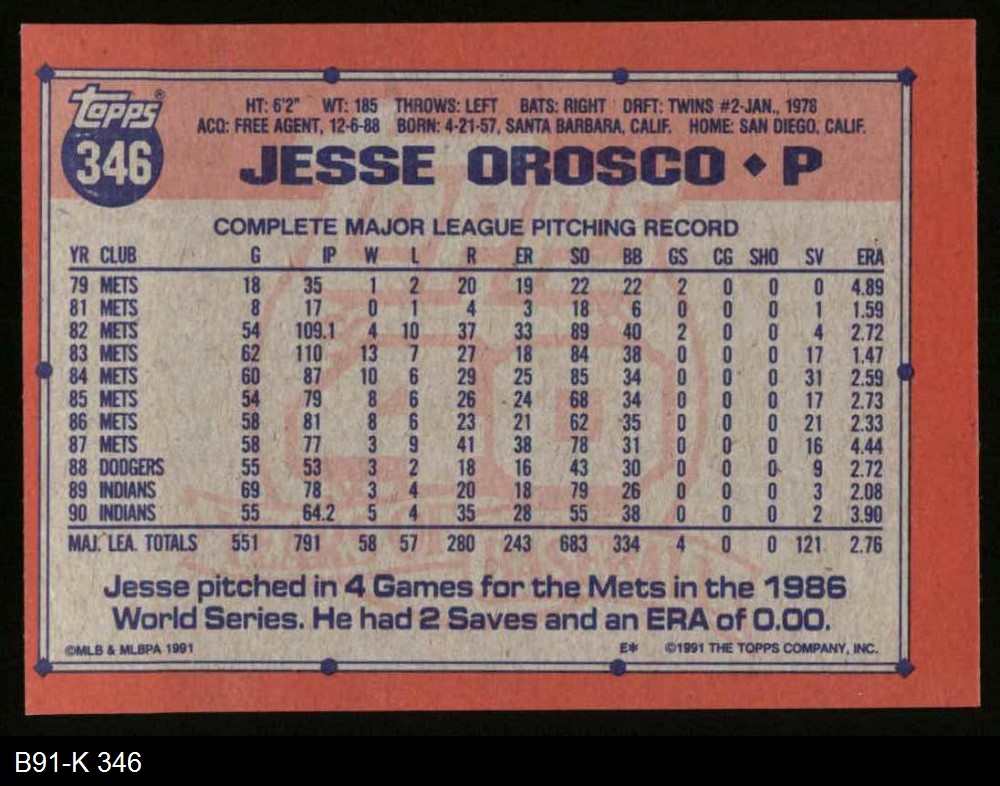 Topps®
346
HT: 6'2" WT: 185 THROWS: LEFT BATS: RIGHT DRFT: TWINS #2-JAN., 1978
ACQ: FREE AGENT, 12-6-88 BORN: 4-21-57, SANTA BARBARA, CALIF. HOME: SAN DIEGO, CALIF.
JESSE OROSCO ◆ P
COMPLETE MAJOR LEAGUE PITCHING RECORD
YR CLUB G IP W L R ER SO BB GS CG SHO SV ERA
79 METS 18 35 1 2 20 19 22 22 2 0 0 0 4.89
81 METS 8 17 0 1 4 3 18 6 0 0 0 1 1.59
82 METS 54 109.1 4 10 37 33 89 40 2 0 0 4 2.72
83 METS 62 110 13 7 27 18 84 38 0 0 0 17 1.47
84 METS 60 87 10 6 29 25 85 34 0 0 0 31 2.59
85 METS 54 79 8 6 26 24 68 34 0 0 0 17 2.73
86 METS 58 81 8 6 23 21 62 35 0 0 0 21 2.33
87 METS 58 77 3 9 41 38 78 31 0 0 0 16 4.44
88 DODGERS 55 53 3 2 18 16 43 30 0 0 0 9 2.72
89 INDIANS 69 78 3 4 20 18 79 26 0 0 0 3 2.08
90 INDIANS 55 64.2 5 4 35 28 55 38 0 0 0 2 3.90
MAJ. LEA. TOTALS 551 791 58 57 280 243 683 334 4 0 0 121 2.76
Jesse pitched in 4 Games for the Mets in the 1986
World Series. He had 2 Saves and an ERA of 0.00.
©MLB & MLBPA 1991 E* ©1991 THE TOPPS COMPANY, INC.
B91-K 346